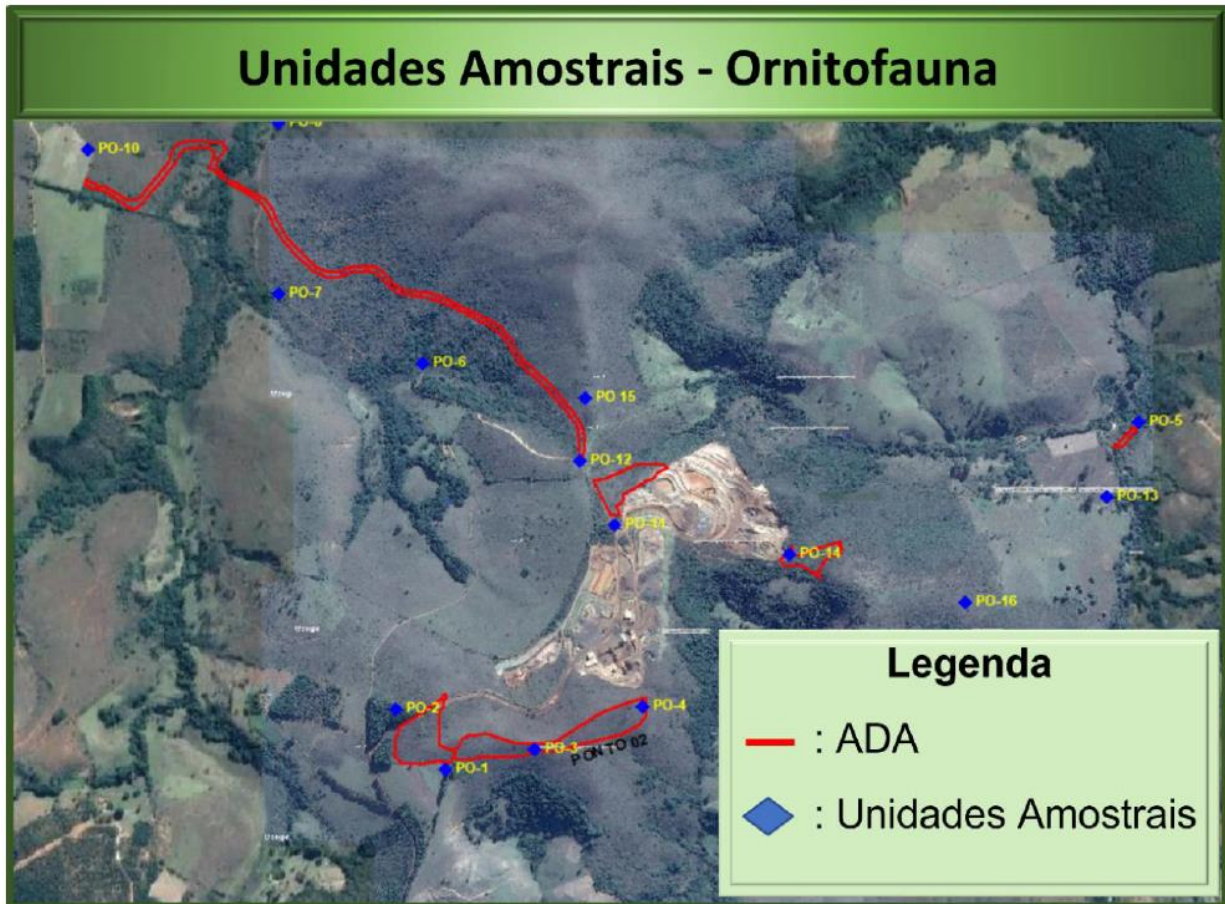 Unidades Amostrais - Ornitofauna
PO-10
PO-7
PO-6
PO 15
PO-5
PO-12
PO-13
PO-11
PO-14
PO-16
PO-2
PO-4
PO-3
PONTO 02
PO-1
Legenda
: ADA
: Unidades Amostrais